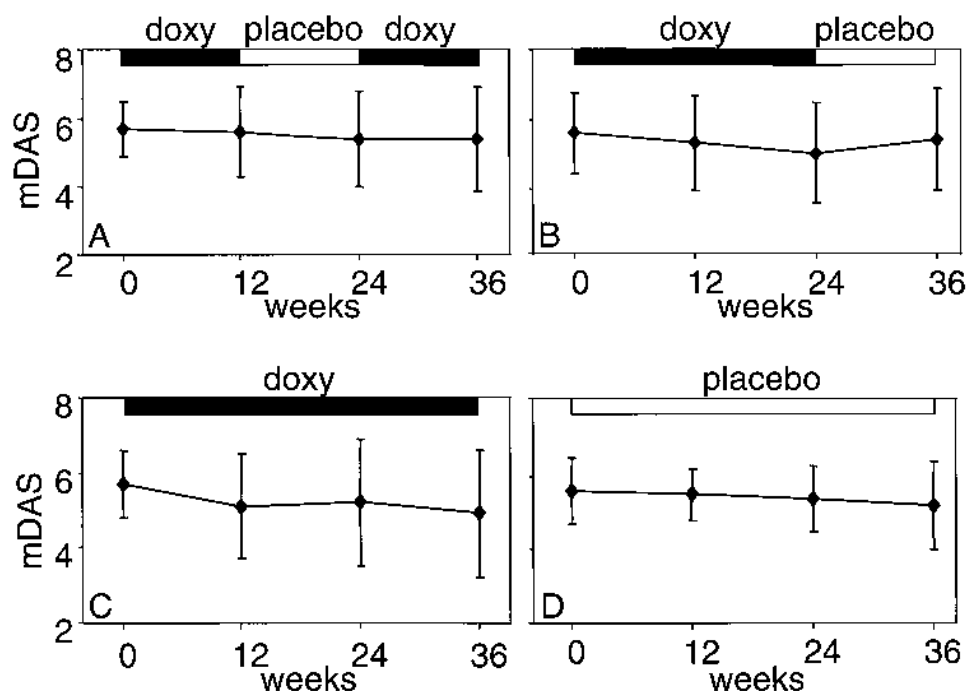 doxy placebo doxy
8
6
4
2
mDAS
A
0 12 24 36
weeks
doxy placebo
B
0 12 24 36
weeks
doxy
8
6
4
2
mDAS
C
0 12 24 36
weeks
placebo
D
0 12 24 36
weeks